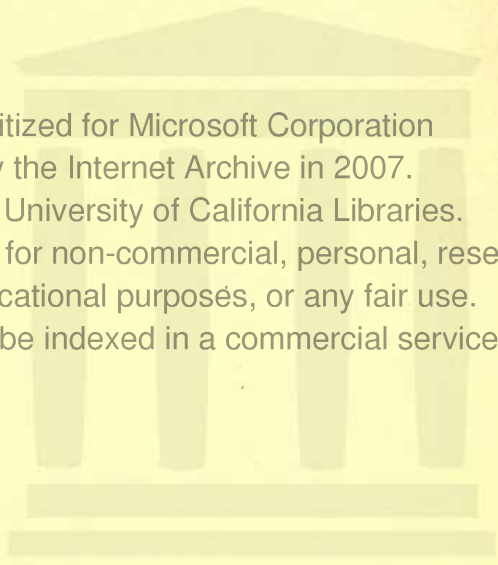 itized for Microsoft Corporation
the Internet Archive in 2007.
University of California Libraries.
for non-commercial, personal, rese
cational purposes, or any fair use.
be indexed in a commercial service